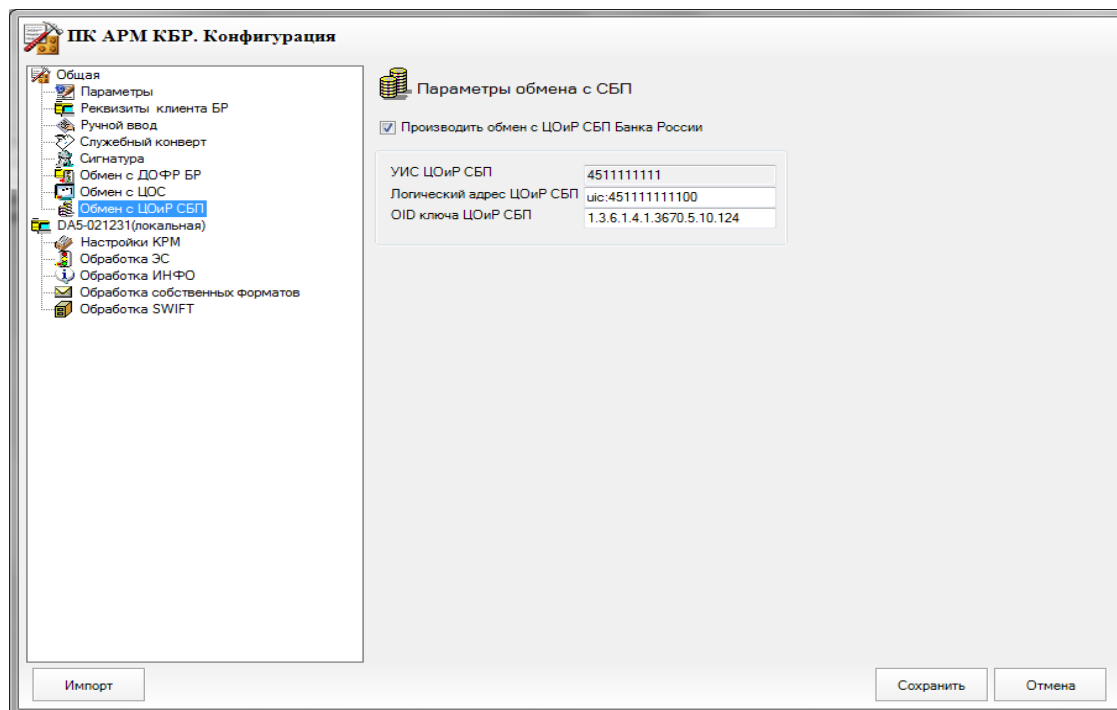 ПК АРМ КБР. Конфигурация
Общая
Параметры
Реквизиты клиента БР
Ручной ввод
Служебный конверт
Сигнатура
Обмен с ДОФР БР
Обмен с ЦОС
Обмен с ЦОиР СБП
DA5-021231(локальная)
Настройки КРМ
Обработка ЭС
Обработка ИНФО
Обработка собственных форматов
Обработка SWIFT
Параметры обмена с СБП
Производить обмен с ЦОиР СБП Банка России
УИС ЦОиР СБП 4511111111
Логический адрес ЦОиР СБП uic:451111111100
OID ключа ЦОиР СБП 1.3.6.1.4.1.3670.5.10.124
Импорт
Сохранить
Отмена